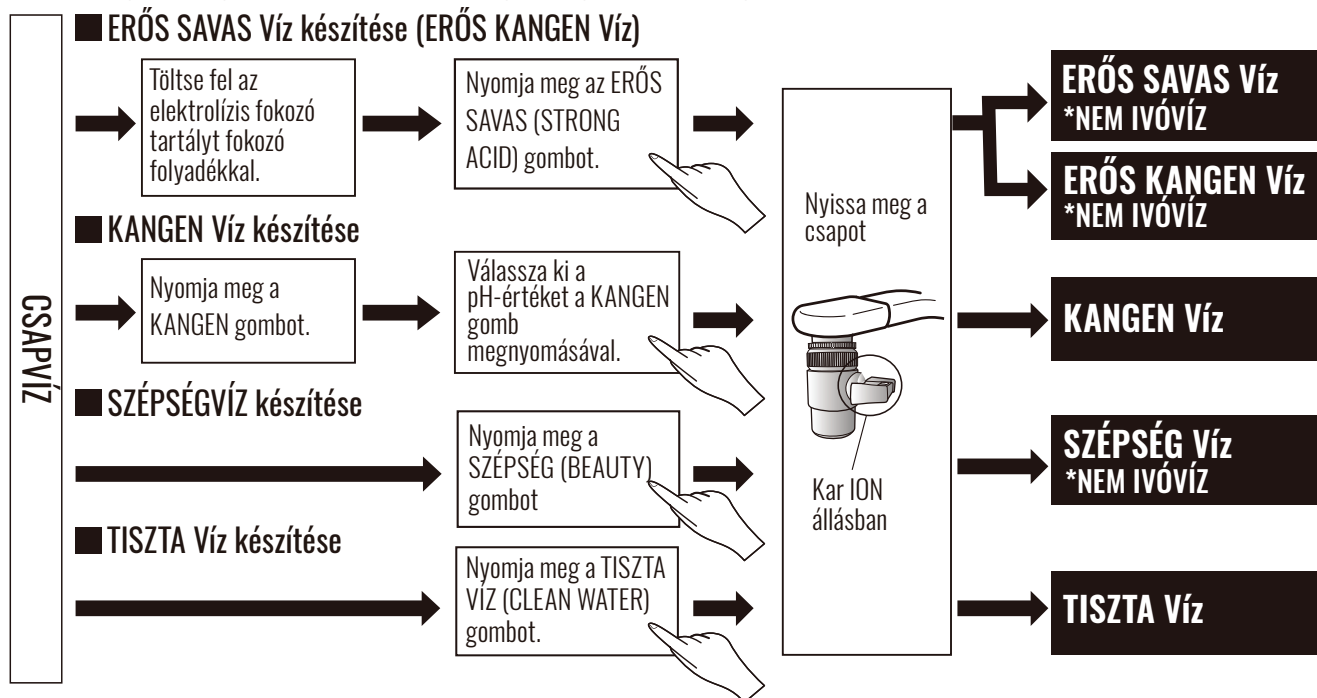 CSAPVÍZ
ERŐS SAVAS Víz készítése (ERŐS KANGEN Víz)
Töltse fel az
elektrolízis fokozó
tartályt fokozó
folyadékkal.
Nyomja meg az ERŐS
SAVAS (STRONG
ACID) gombot.
KANGEN Víz készítése
Nyomja meg a
KANGEN gombot.
Válassza ki a
pH-értéket a KANGEN
gomb
megnyomásával.
SZÉPSÉGVÍZ készítése
Nyomja meg a
SZÉPSÉG (BEAUTY)
gombot
TISZTA Víz készítése
Nyomja meg a TISZTA
VÍZ (CLEAN WATER)
gombot.
Nyissa meg a
csapot
Kar ION
állásban
ERŐS SAVAS Víz
*NEM IVÓVÍZ
ERŐS KANGEN Víz
*NEM IVÓVÍZ
KANGEN Víz
SZÉPSÉG Víz
*NEM IVÓVÍZ
TISZTA Víz